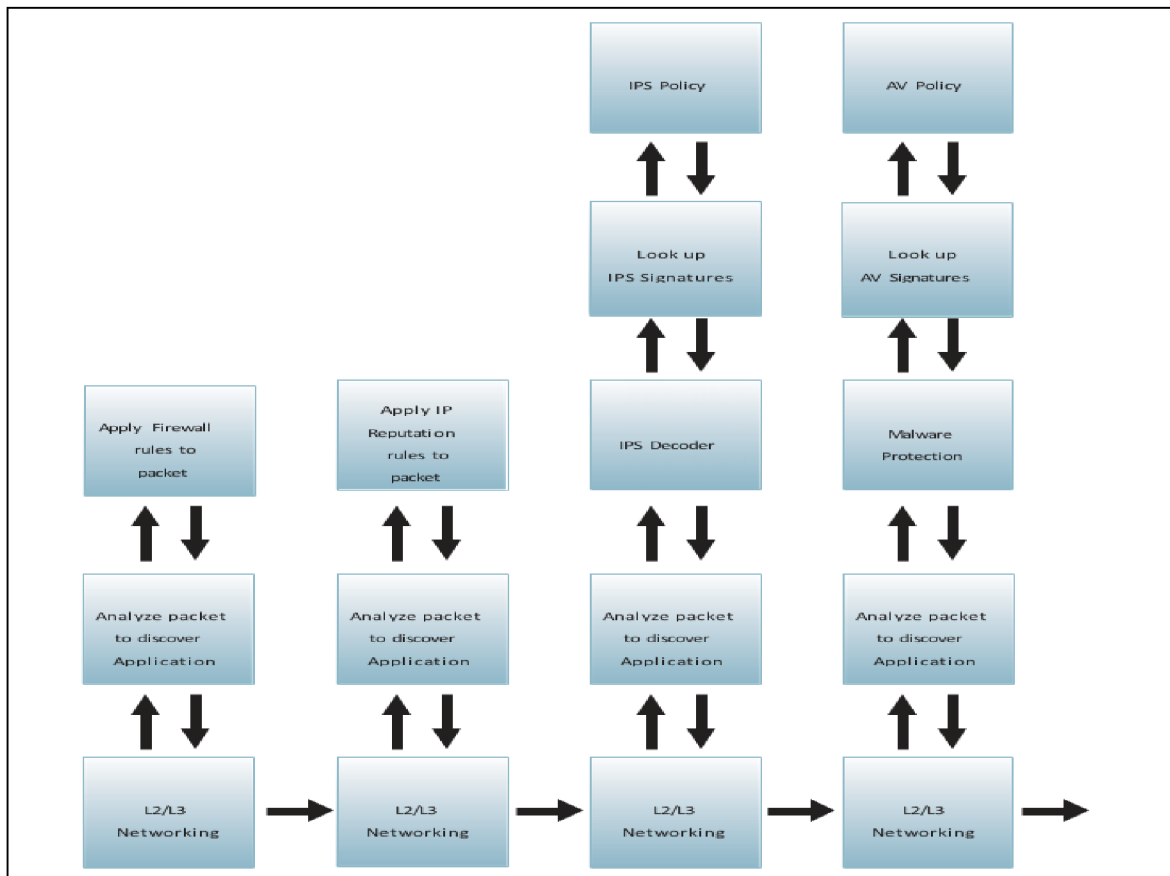 IPS Policy
AV Policy
Look up
IPS Signatures
Look up
AV Signatures
Apply Firewall
rules to
packet
Apply IP
Reputation
rules to
packet
IPS Decoder
Malware
Protection
Analyze packet
to discover
Application
Analyze packet
to discover
Application
Analyze packet
to discover
Application
Analyze packet
to discover
Application
L2/L3
Networking
L2/L3
Networking
L2/L3
Networking
L2/L3
Networking